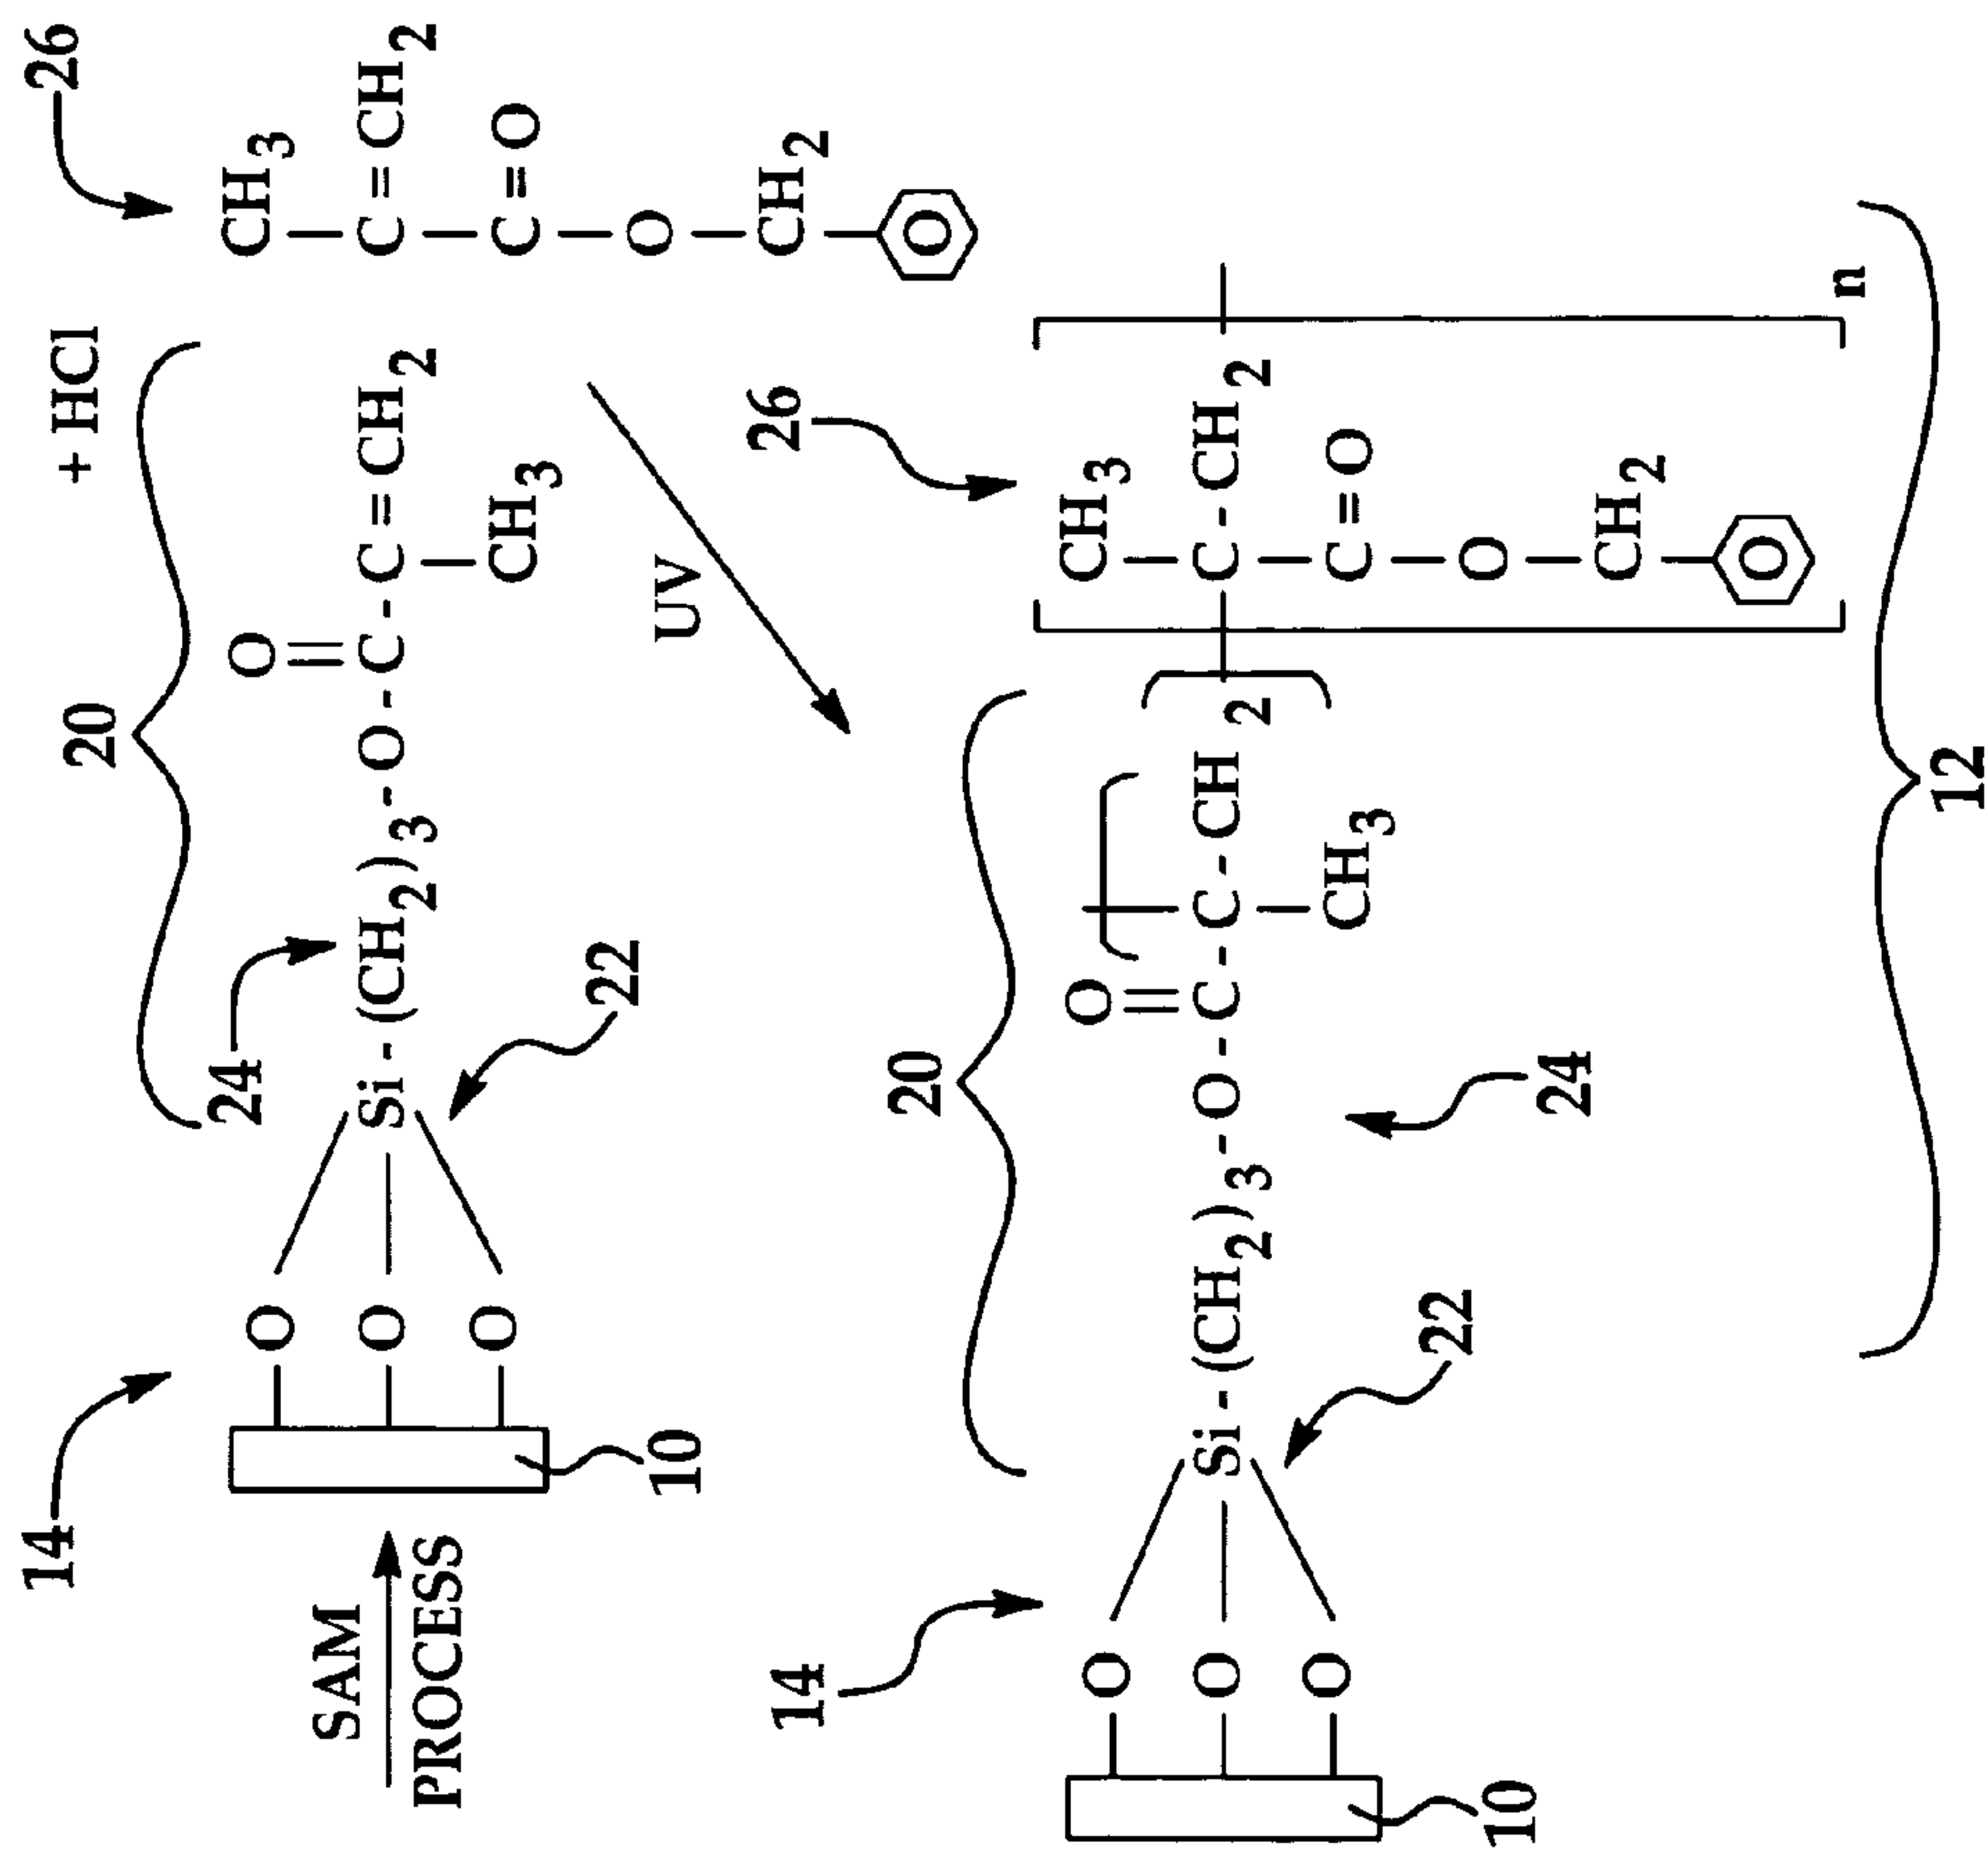 14
20
+ HCl
26
24
O
CH3
SAM
PROCESS
O
O
O
Si-(CH2)3-O-C-C=CH2
CH3
C=CH2
C=O
O
CH2
O
22
10
UV
14
20
26
O
CH3
O
O
O
Si-(CH2)3-O-C-C-CH2
C-CH2
CH3
C=O
O
CH2
O
n
22
24
10
12